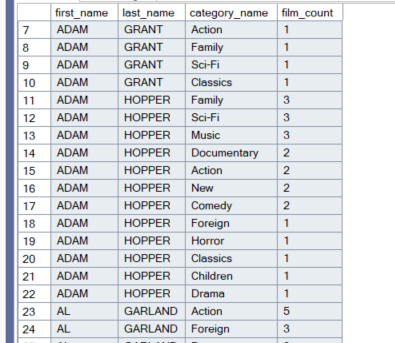 first_name last_name category_name film_count
7 ADAM GRANT Action 1
8 ADAM GRANT Family 1
9 ADAM GRANT Sci-Fi 1
10 ADAM GRANT Classics 1
11 ADAM HOPPER Family 3
12 ADAM HOPPER Sci-Fi 3
13 ADAM HOPPER Music 3
14 ADAM HOPPER Documentary 2
15 ADAM HOPPER Action 2
16 ADAM HOPPER New 2
17 ADAM HOPPER Comedy 2
18 ADAM HOPPER Foreign 1
19 ADAM HOPPER Horror 1
20 ADAM HOPPER Classics 1
21 ADAM HOPPER Children 1
22 ADAM HOPPER Drama 1
23 AL GARLAND Action 5
24 AL GARLAND Foreign 3